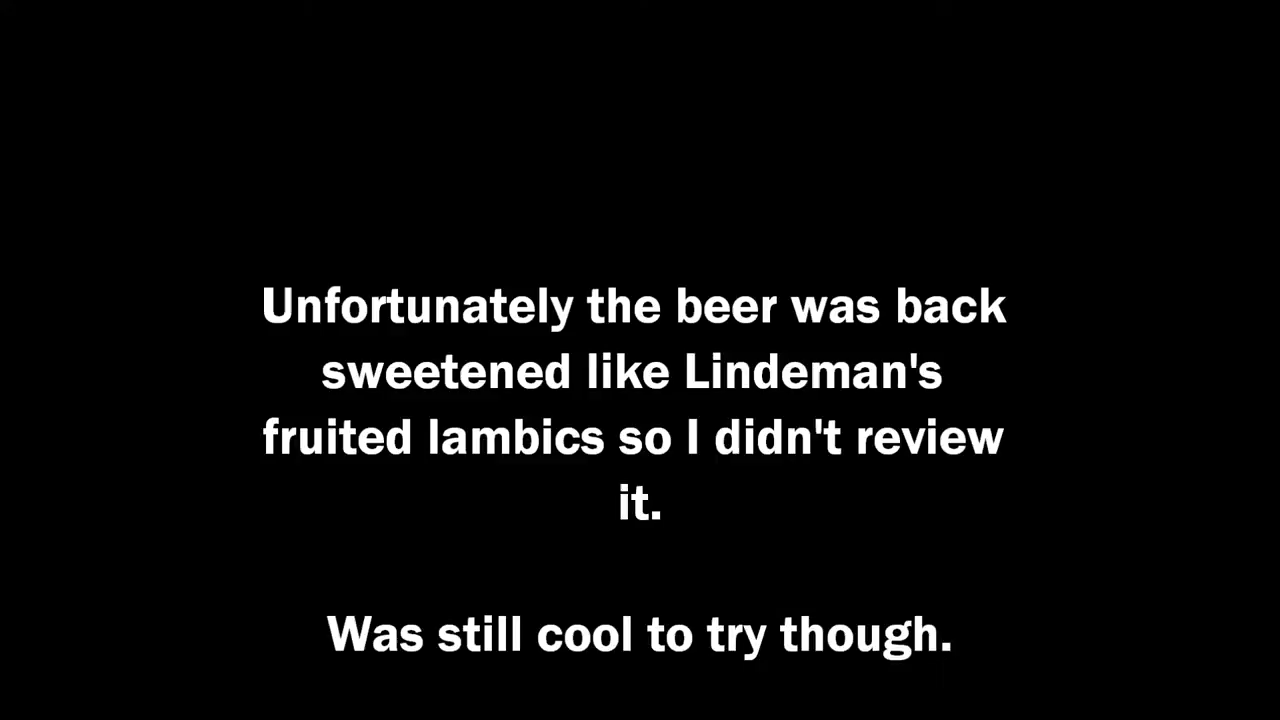 Unfortunately the beer was back
sweetened like Lindeman's
fruited lambics so I didn't review
it.
Was still cool to try though.